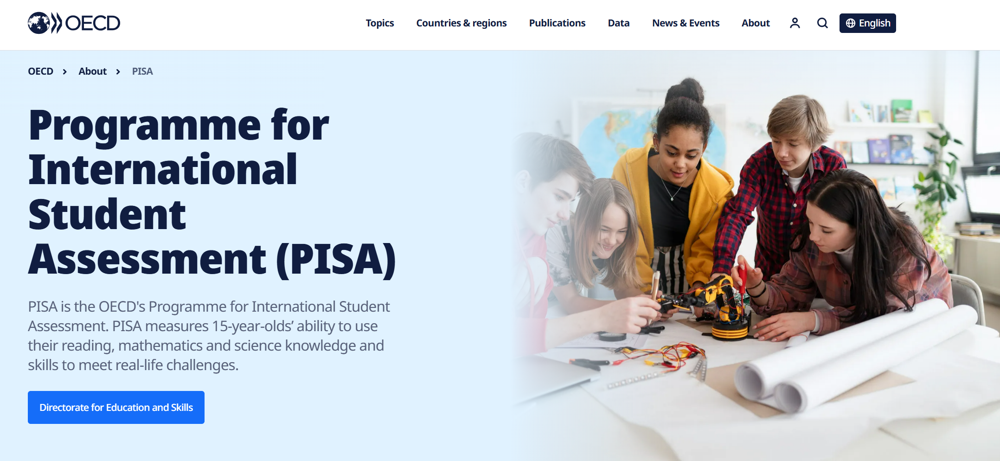 OECD
Topics
Countries & regions
Publications
Data
News & Events
About
English
OECD > About > PISA
Programme for
International
Student
Assessment (PISA)
PISA is the OECD's Programme for International Student
Assessment. PISA measures 15-year-olds’ ability to use
their reading, mathematics and science knowledge and
skills to meet real-life challenges.
Directorate for Education and Skills